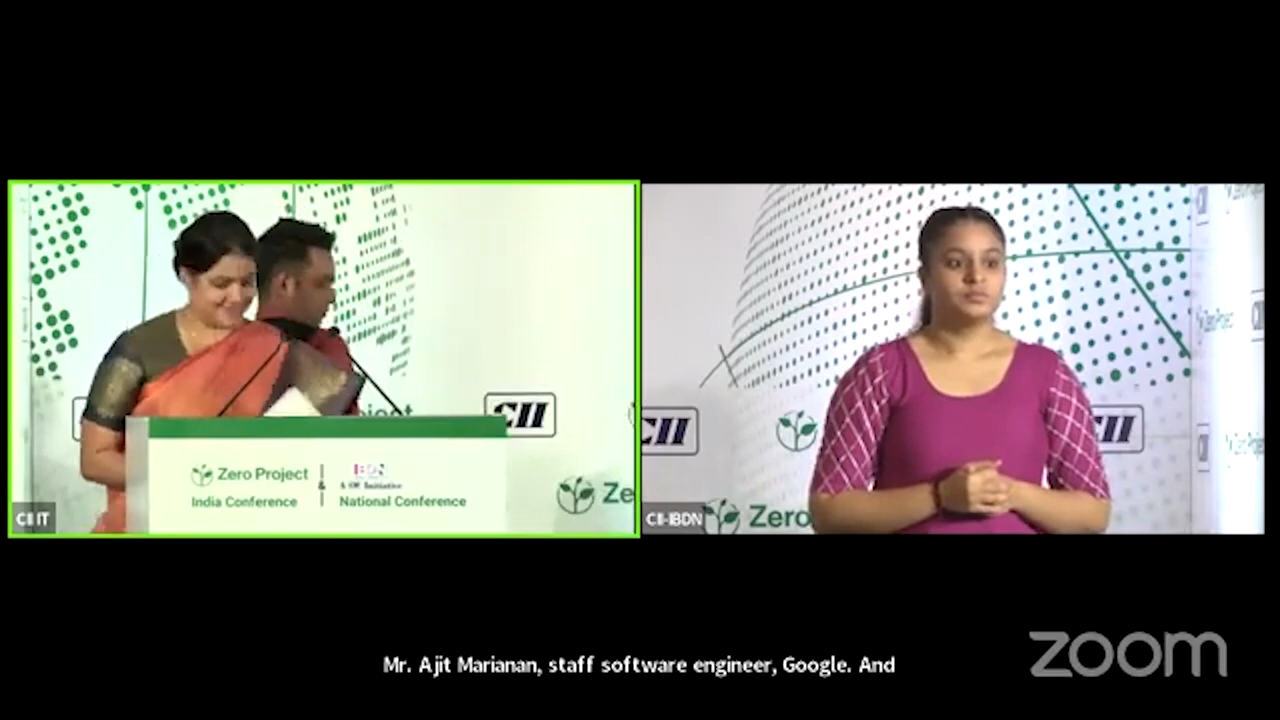 CII
Zero Project
India Conference
&
IBDN
National Conference
Ze
CII IT
CII
CII
Zero
CII-IBDN
Mr. Ajit Marianan, staff software engineer, Google. And
zoom